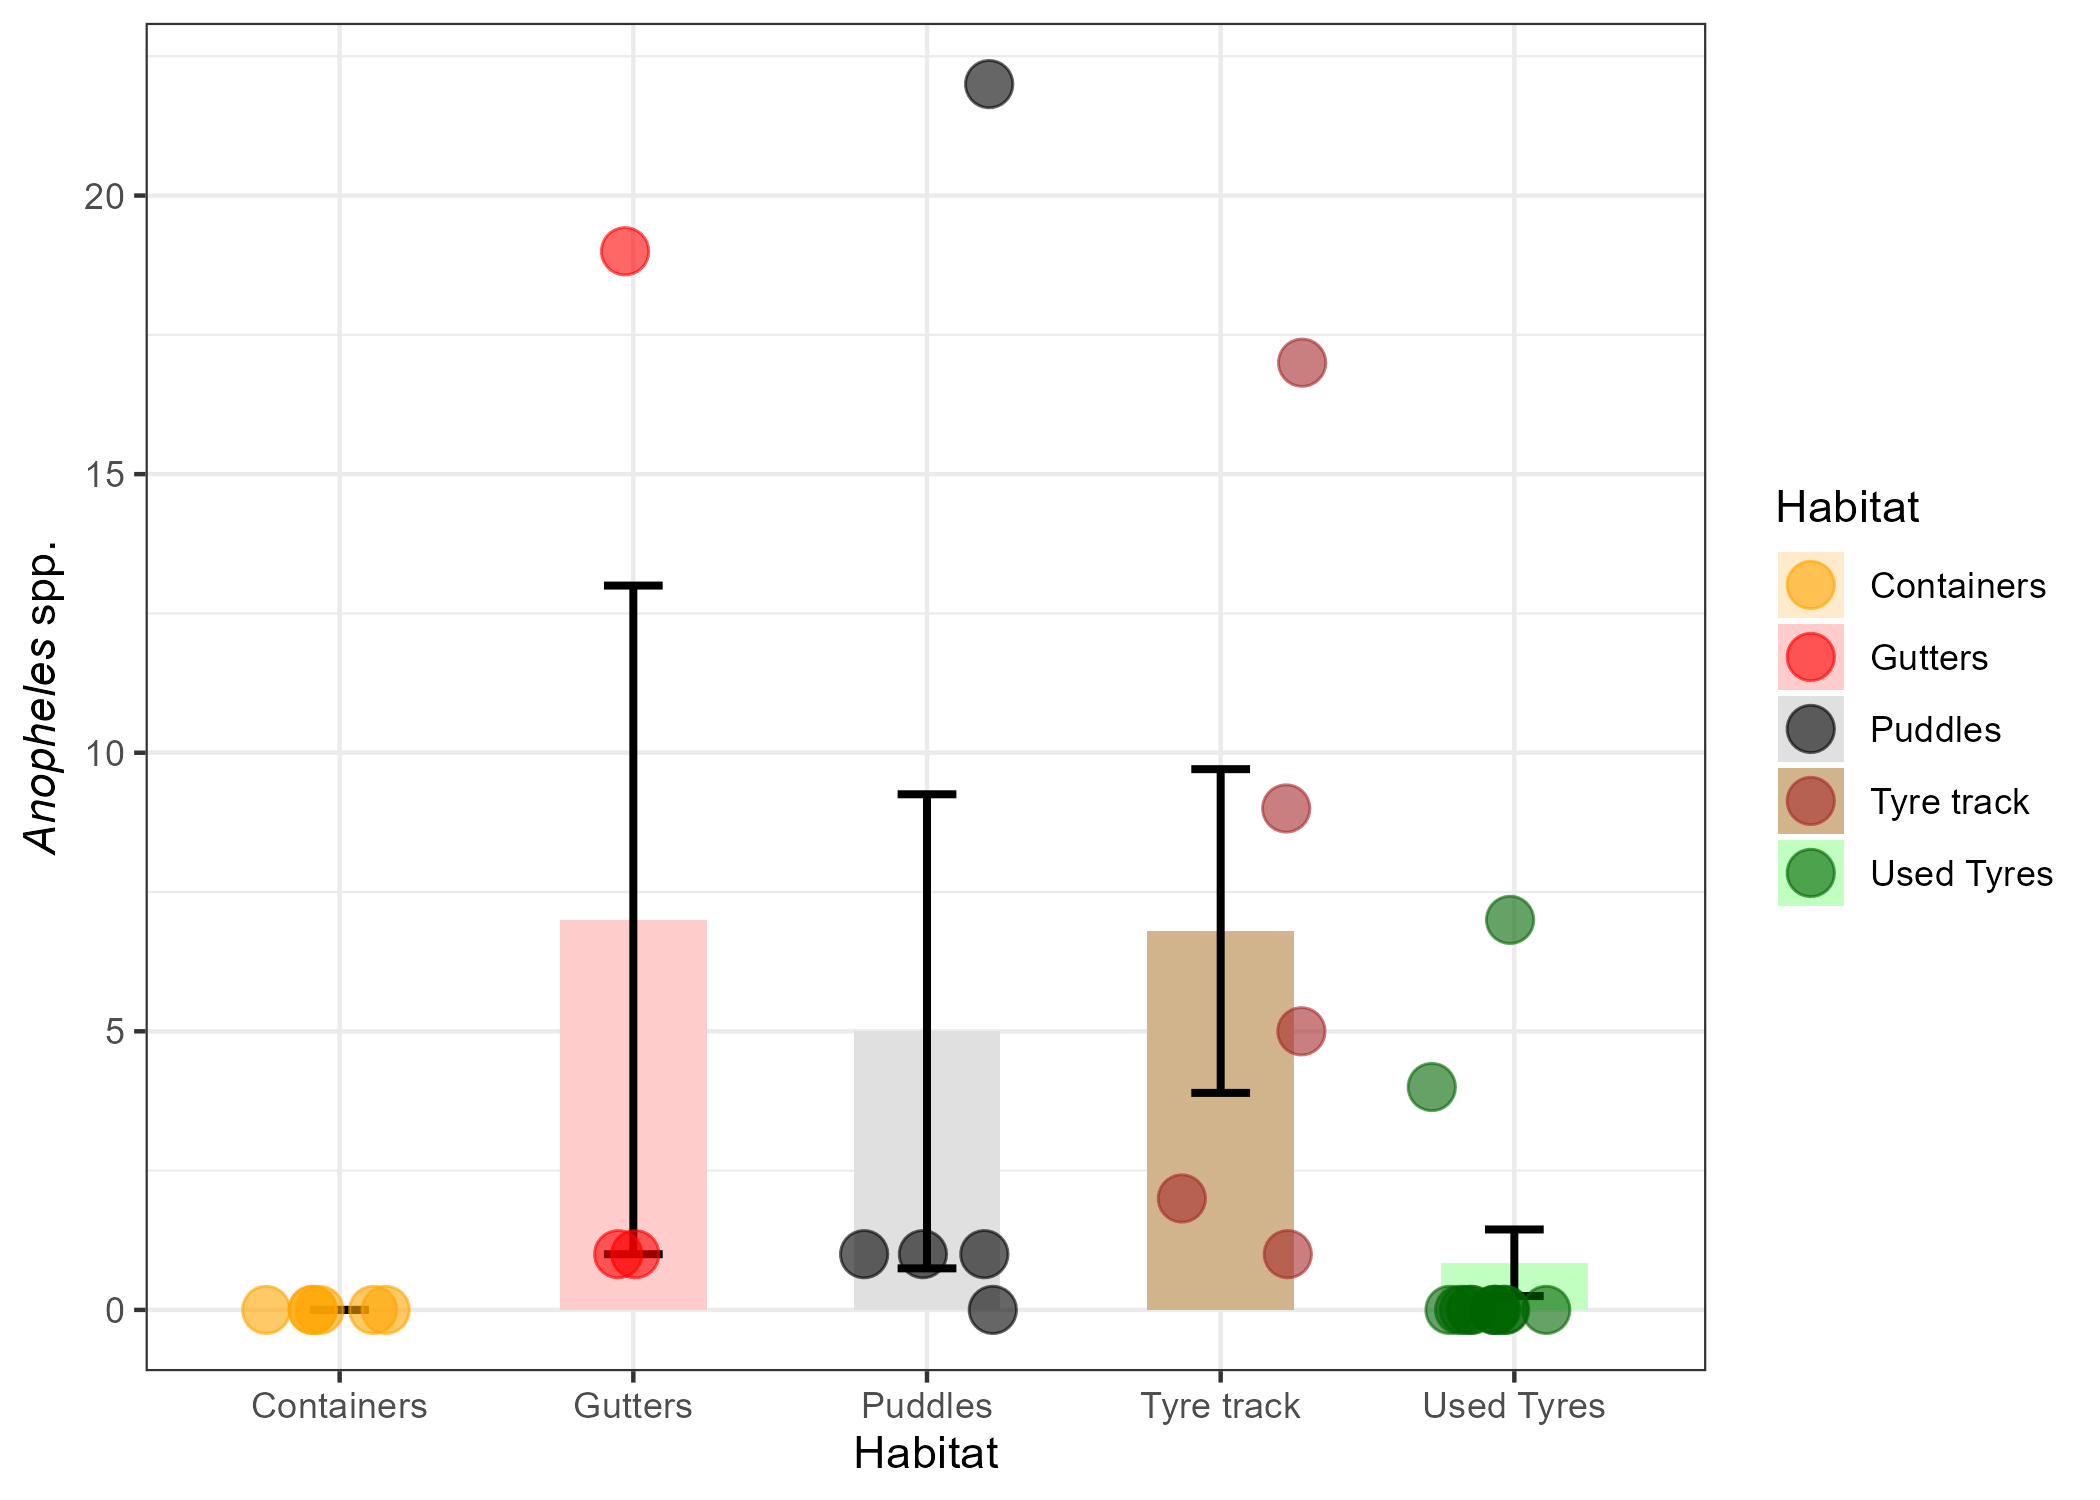 Anopheles spp.
20
15
10
5
0
Containers Gutters Puddles Tyre track Used Tyres
Habitat
Habitat
Containers
Gutters
Puddles
Tyre track
Used Tyres